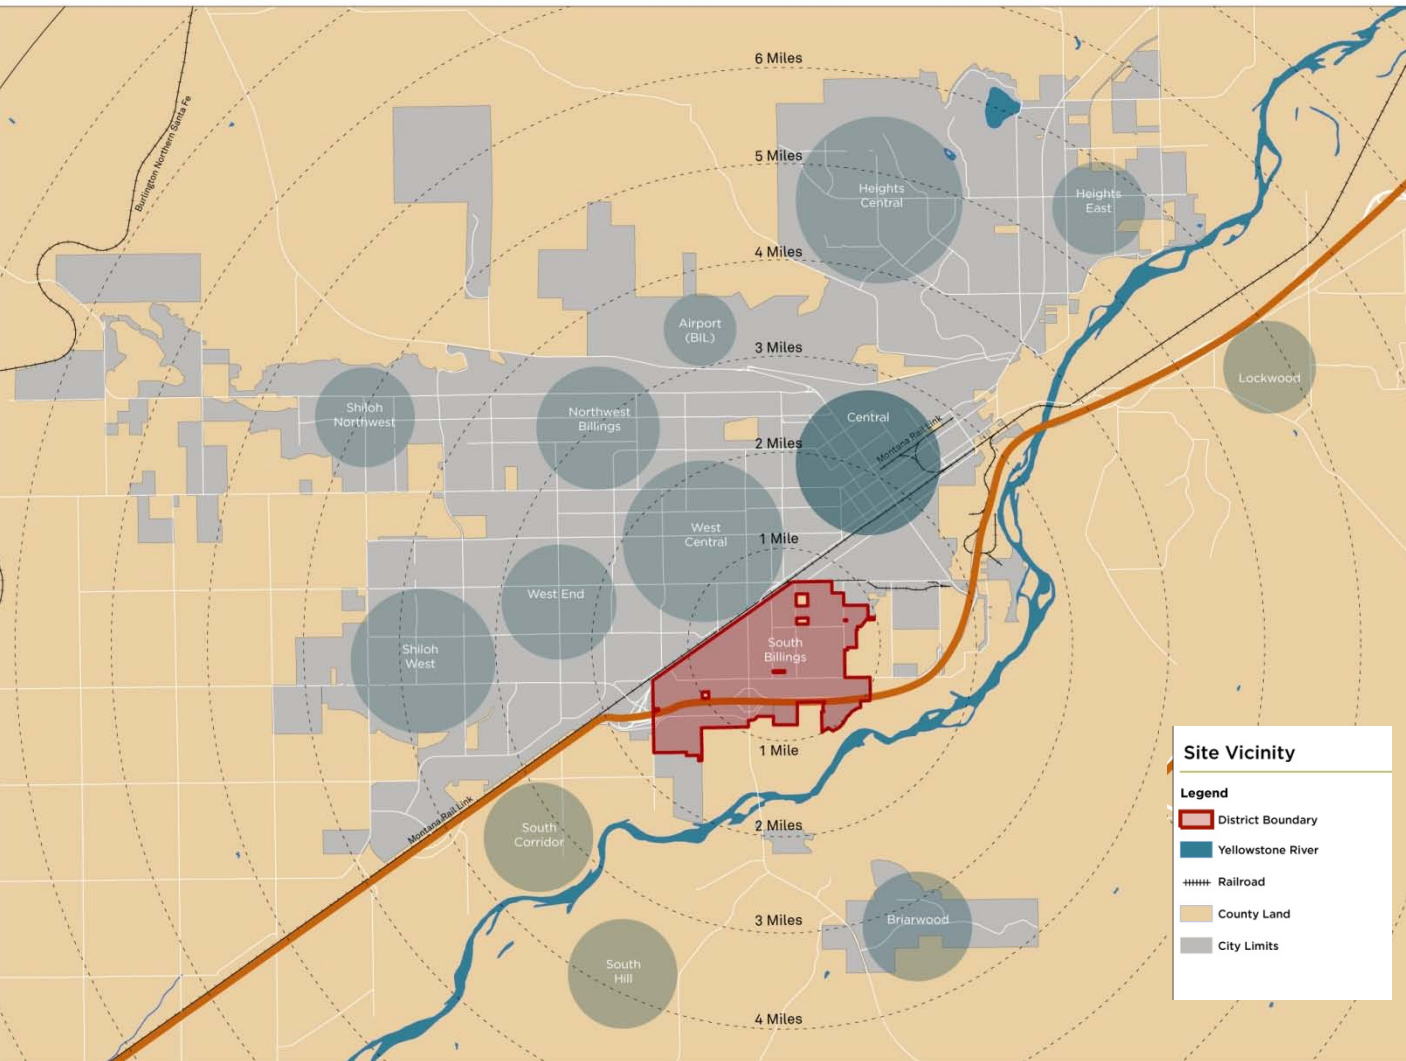 6 Miles
Burlington Northern Santa Fe
5 Miles
Heights
Central
Heights
East
4 Miles
Airport
(BIL)
3 Miles
Lockwood
Shiloh
Northwest
Northwest
Billings
Central
Montana Rail Link
2 Miles
West
Central
1 Mile
West End
Shiloh
West
South
Billings
1 Mile
Montana Rail Link
South
Corridor
2 Miles
3 Miles
Briarwood
South
Hill
4 Miles
Site Vicinity
Legend
District Boundary
Yellowstone River
Railroad
County Land
City Limits